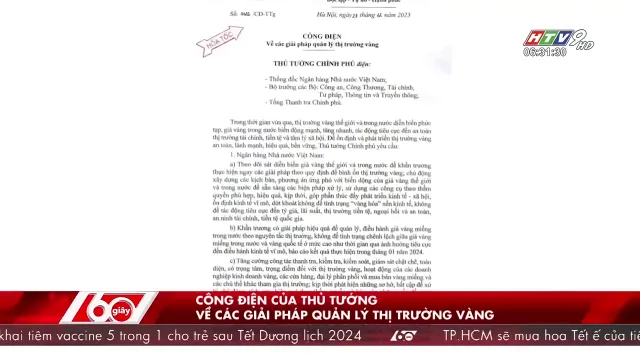 Số: 1426 /CĐ-TTg
Hà Nội, ngày 27 tháng 12 năm 2023
HỎA TỐC
CÔNG ĐIỆN
Về các giải pháp quản lý thị trường vàng
THỦ TƯỚNG CHÍNH PHỦ điện:
- Thống đốc Ngân hàng Nhà nước Việt Nam;
- Bộ trưởng các Bộ: Công an, Công Thương, Tài chính,
Tư pháp, Thông tin và Truyền thông;
- Tổng Thanh tra Chính phủ.
Trong thời gian vừa qua, thị trường vàng thế giới và trong nước diễn biến phức
tạp, giá vàng trong nước biến động mạnh, tăng nhanh, tác động tiêu cực đến an toàn
thị trường tài chính, tiền tệ và tâm lý xã hội. Để ổn định và phát triển thị trường vàng
an toàn, lành mạnh, hiệu quả, bền vững, Thủ tướng Chính phủ yêu cầu:
1. Ngân hàng Nhà nước Việt Nam:
a) Theo dõi sát diễn biến giá vàng thế giới và trong nước để khẩn trương
thực hiện ngay các giải pháp theo quy định để bình ổn thị trường vàng; chủ động
xây dựng các kịch bản, phương án ứng phó với biến động của giá vàng thế giới
và trong nước để sẵn sàng các biện pháp xử lý, sử dụng các công cụ theo thẩm
quyền phù hợp, hiệu quả, kịp thời, góp phần thúc đẩy phát triển kinh tế - xã hội,
ổn định kinh tế vĩ mô, dứt khoát không để tình trạng "vàng hóa" nền kinh tế, không
để tác động tiêu cực đến tỷ giá, lãi suất, thị trường tiền tệ, ngoại hối và an toàn,
an ninh tài chính, tiền tệ quốc gia.
b) Khẩn trương có giải pháp hiệu quả để quản lý, điều hành giá vàng miếng
trong nước theo nguyên tắc thị trường, không để tình trạng chênh lệch giữa giá vàng
miếng trong nước và vàng quốc tế ở mức cao như thời gian qua ảnh hưởng tiêu cực
đến điều hành kinh tế vĩ mô, báo cáo kết quả thực hiện trong tháng 01 năm 2024.
c) Tăng cường công tác thanh tra, kiểm tra, kiểm soát, giám sát chặt chẽ, toàn
diện, có trọng tâm, trọng điểm đối với thị trường vàng, hoạt động của các doanh
nghiệp kinh doanh vàng, các cửa hàng, đại lý phân phối và mua bán vàng miếng và
các chủ thể khác tham gia thị trường; kịp thời phát hiện những sơ hở, bất cập để xử
HTV9 HD
06:31:30
60 giây
CÔNG ĐIỆN CỦA THỦ TƯỚNG
VỀ CÁC GIẢI PHÁP QUẢN LÝ THỊ TRƯỜNG VÀNG
khai tiêm vaccine 5 trong 1 cho trẻ sau Tết Dương lịch 2024
60
TP.HCM sẽ mua hoa Tết ế của tiể